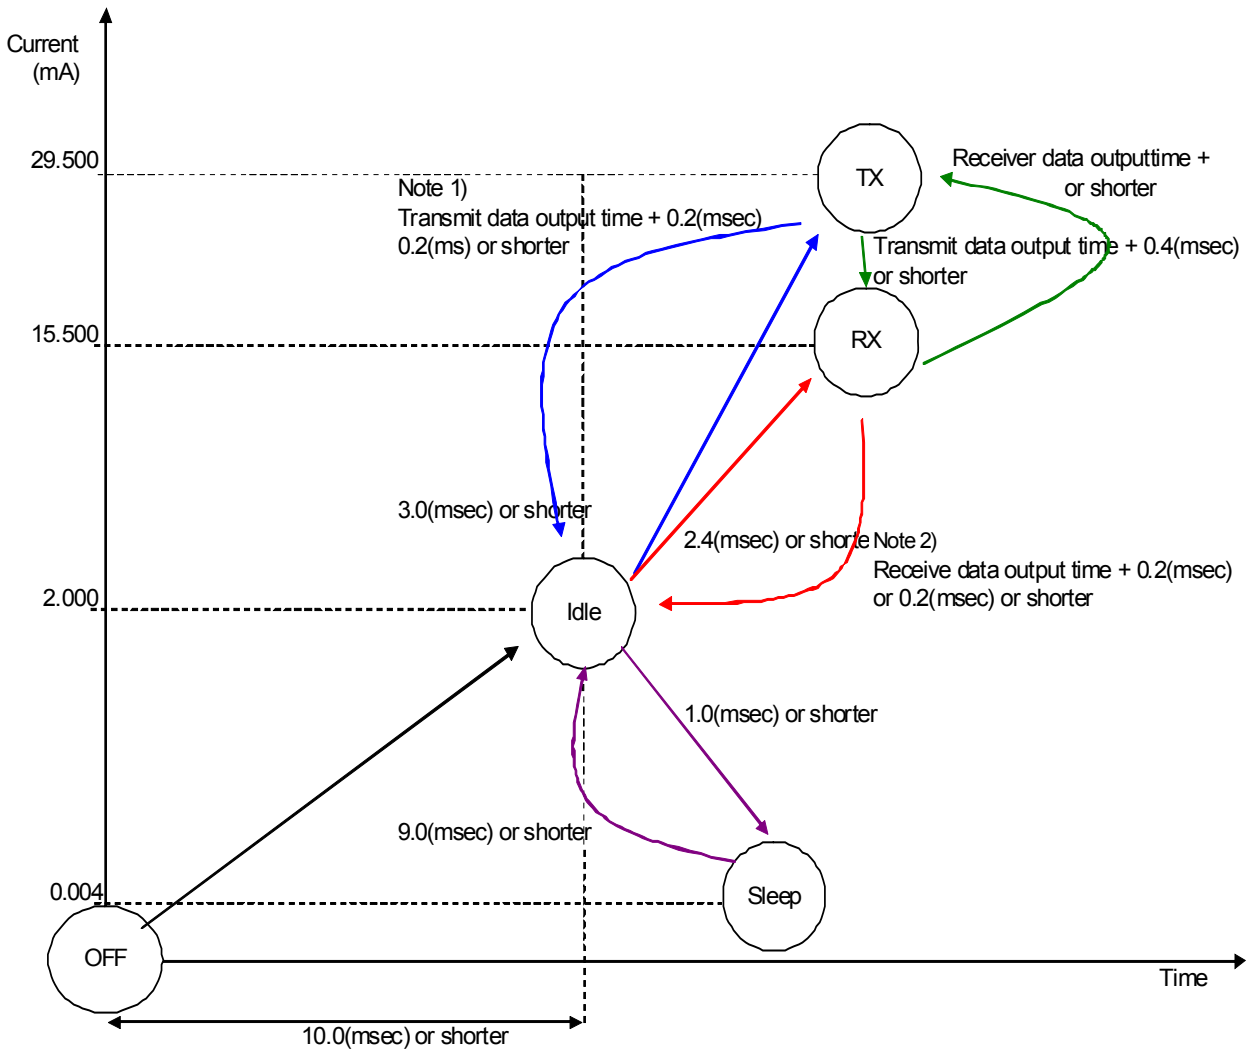 Current
(mA)
29.500
TX
Receiver data outputtime +
or shorter
Note 1)
Transmit data output time + 0.2(msec)
0.2(ms) or shorter
Transmit data output time + 0.4(msec)
or shorter
15.500
RX
3.0(msec) or shorter
2.4(msec) or shorte
Note 2)
Receive data output time + 0.2(msec)
or 0.2(msec) or shorter
2.000
Idle
1.0(msec) or shorter
9.0(msec) or shorter
0.004
Sleep
OFF
Time
10.0(msec) or shorter